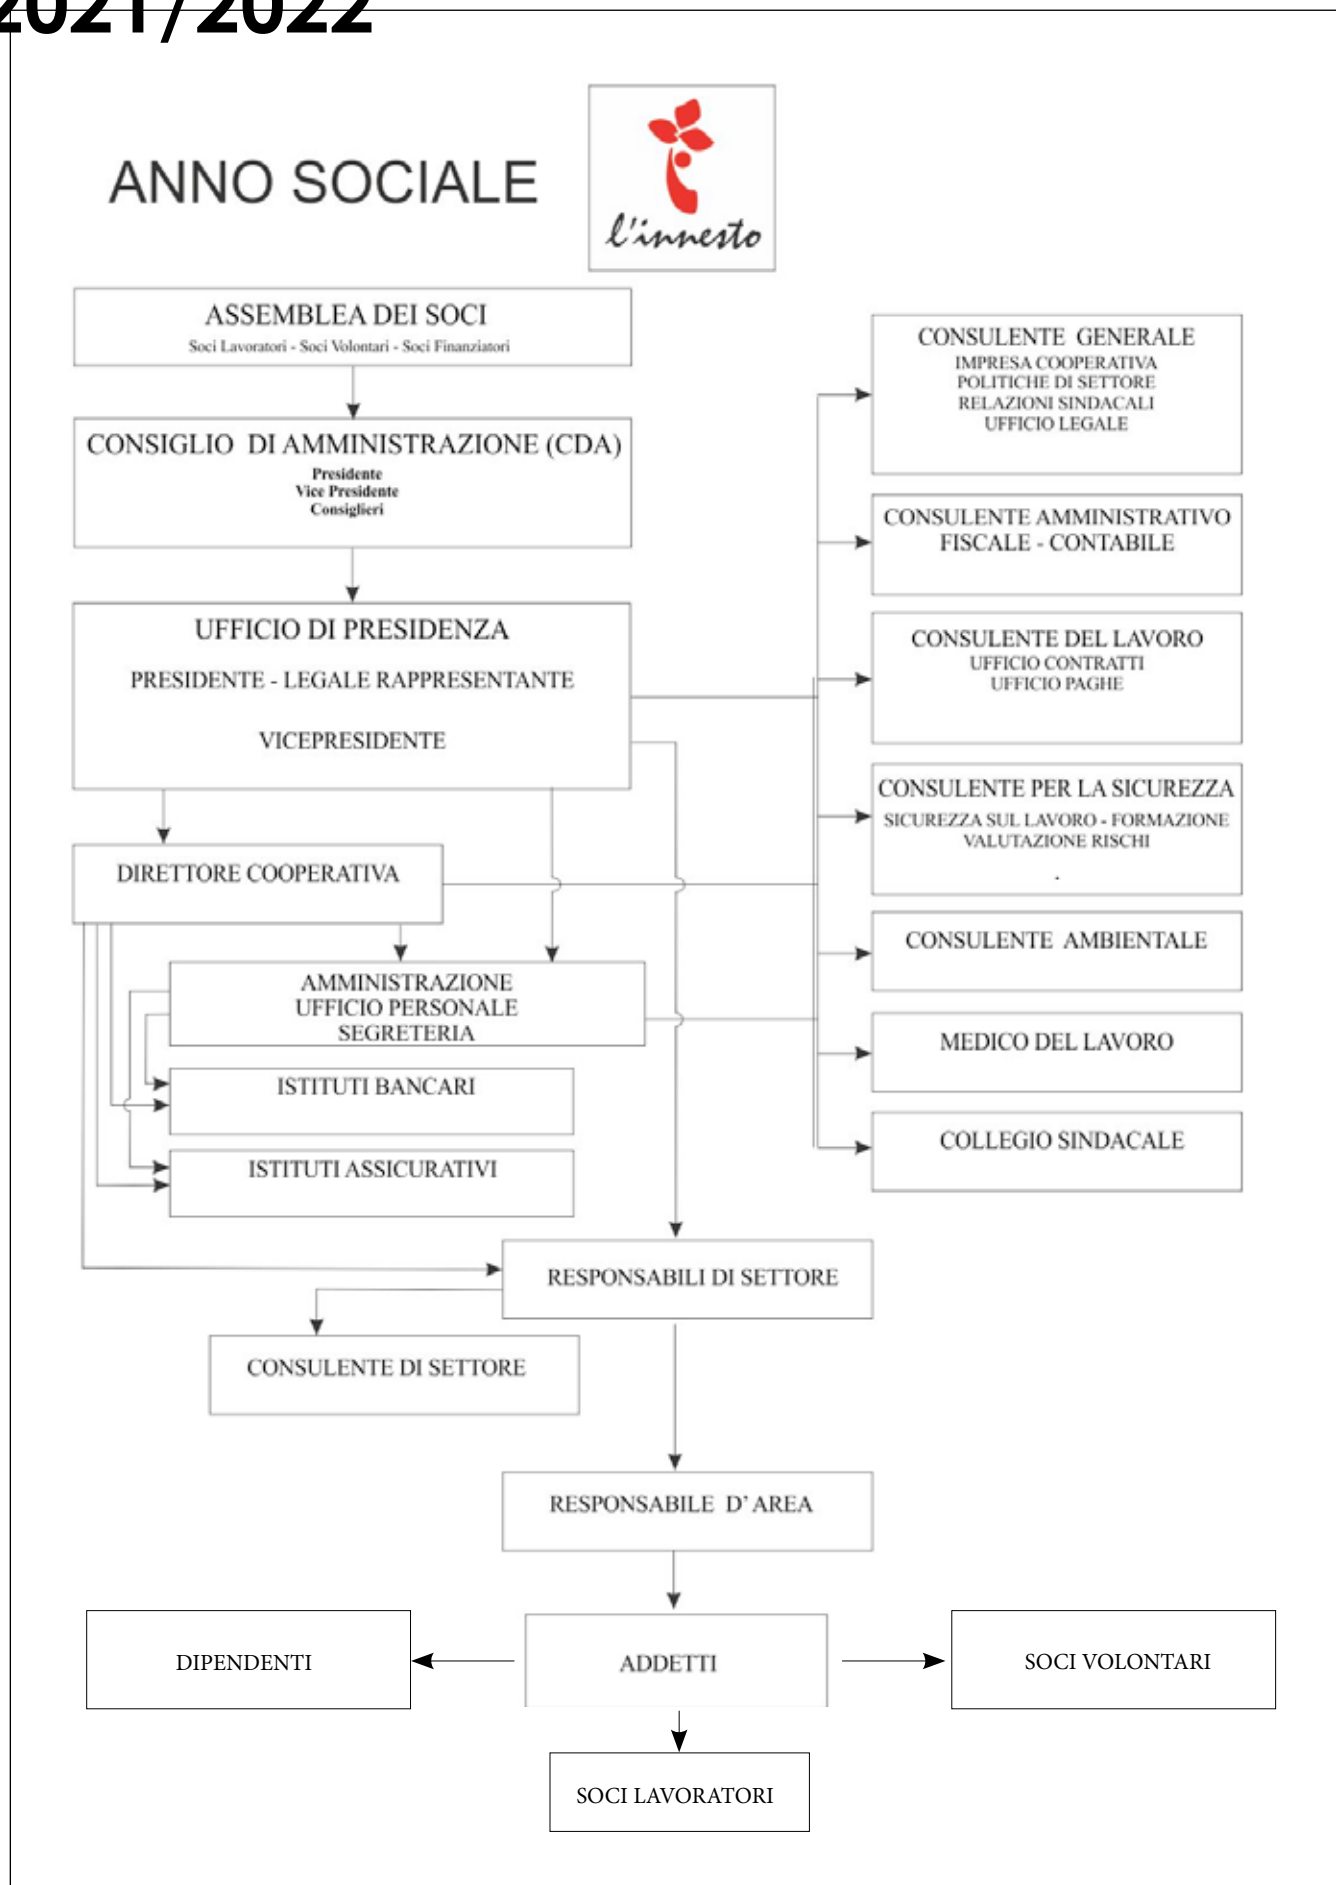 2021/2022
ANNO SOCIALE
l'innesto
ASSEMBLEA DEI SOCI
Soci Lavoratori - Soci Volontari - Soci Finanziatori
CONSIGLIO DI AMMINISTRAZIONE (CDA)
Presidente
Vice Presidente
Consiglieri
UFFICIO DI PRESIDENZA
PRESIDENTE - LEGALE RAPPRESENTANTE
VICEPRESIDENTE
DIRETTORE COOPERATIVA
AMMINISTRAZIONE
UFFICIO PERSONALE
SEGRETERIA
ISTITUTI BANCARI
ISTITUTI ASSICURATIVI
CONSULENTE GENERALE
IMPRESA COOPERATIVA
POLITICHE DI SETTORE
RELAZIONI SINDACALI
UFFICIO LEGALE
CONSULENTE AMMINISTRATIVO
FISCALE - CONTABILE
CONSULENTE DEL LAVORO
UFFICIO CONTRATTI
UFFICIO PAGHE
CONSULENTE PER LA SICUREZZA
SICUREZZA SUL LAVORO - FORMAZIONE
VALUTAZIONE RISCHI
.
CONSULENTE AMBIENTALE
MEDICO DEL LAVORO
COLLEGIO SINDACALE
RESPONSABILI DI SETTORE
CONSULENTE DI SETTORE
RESPONSABILE D' AREA
DIPENDENTI
ADDETTI
SOCI VOLONTARI
SOCI LAVORATORI